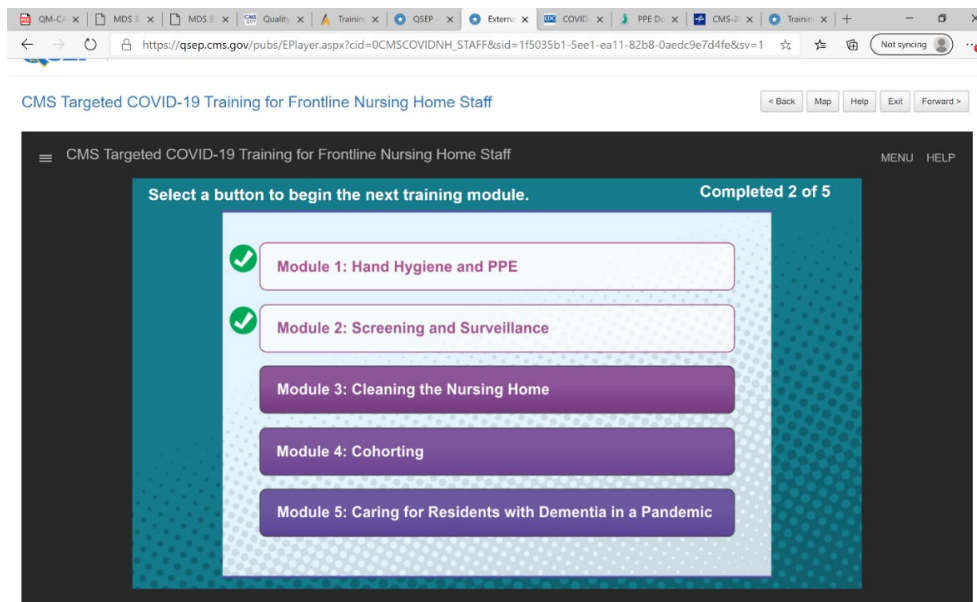 QM-CA
MDS 3.
MDS 3.
Quality
Training
QSEP -
Externa
COVID
PPE Do
CMS-2
Trainin
https://qsep.cms.gov/pubs/EPlayer.aspx?cid=0CMSCOVIDNH_STAFF&sid=1f5035b1-5ee1-ea11-82b8-0aedc9e7d4fe&sv=1
Not syncing
CMS Targeted COVID-19 Training for Frontline Nursing Home Staff
< Back
Map
Help
Exit
Forward >
CMS Targeted COVID-19 Training for Frontline Nursing Home Staff
MENU HELP
Select a button to begin the next training module.
Completed 2 of 5
Module 1: Hand Hygiene and PPE
Module 2: Screening and Surveillance
Module 3: Cleaning the Nursing Home
Module 4: Cohorting
Module 5: Caring for Residents with Dementia in a Pandemic